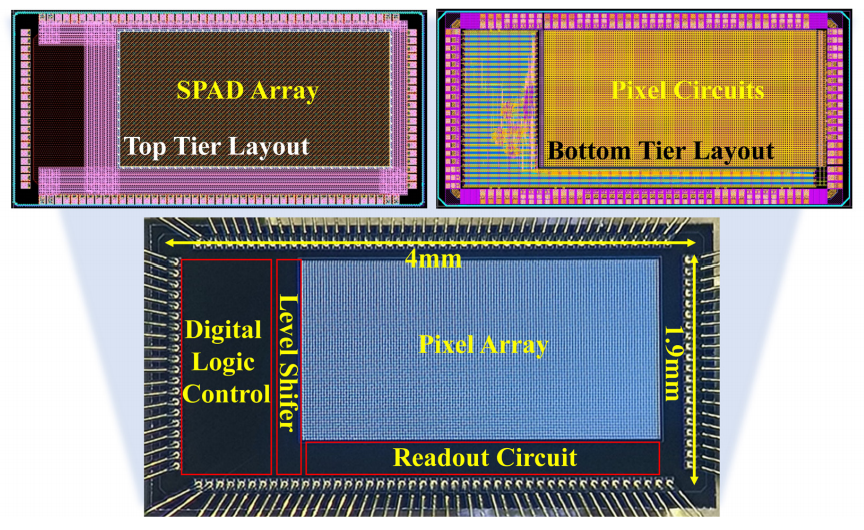 SPAD Array
Top Tier Layout
Pixel Circuits
Bottom Tier Layout
4mm
Digital
Logic
Control
Level Shifer
Pixel Array
1.9mm
Readout Circuit